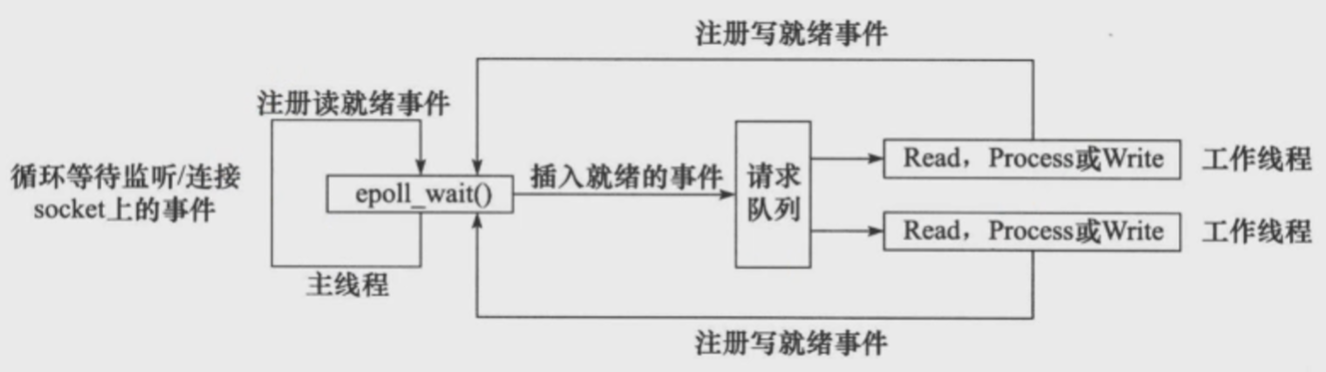 注册写就绪事件
注册读就绪事件
循环等待监听/连接
socket上的事件
epoll_wait()
主线程
插入就绪的事件
请求
队列
Read，Process或Write
工作线程
Read，Process或Write
工作线程
注册写就绪事件